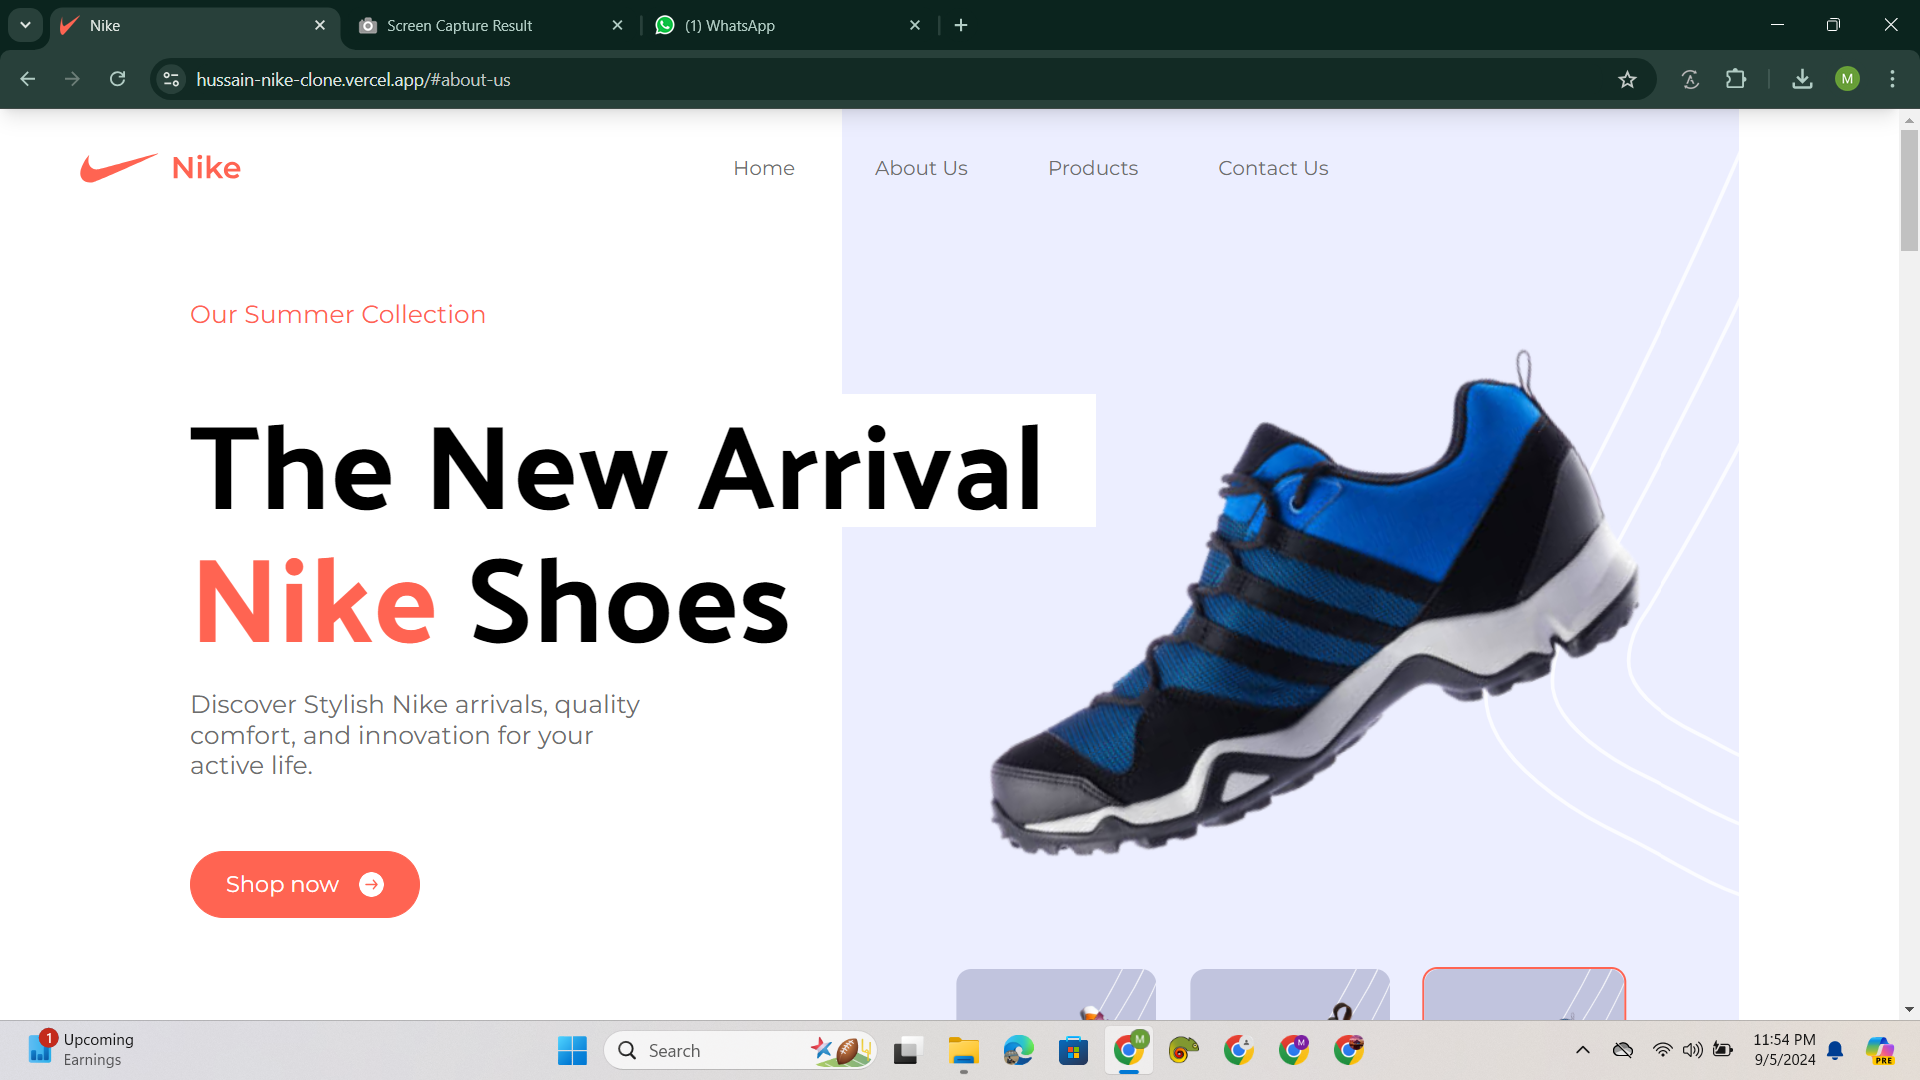 Nike
Screen Capture Result
(1) WhatsApp
hussain-nike-clone.vercel.app/#about-us
M
Nike
Home
About Us
Products
Contact Us
Our Summer Collection
The New Arrival
Nike Shoes
Discover Stylish Nike arrivals, quality
comfort, and innovation for your
active life.
Shop now
1
Upcoming
Earnings
Search
M
M
11:54 PM
9/5/2024
PRE